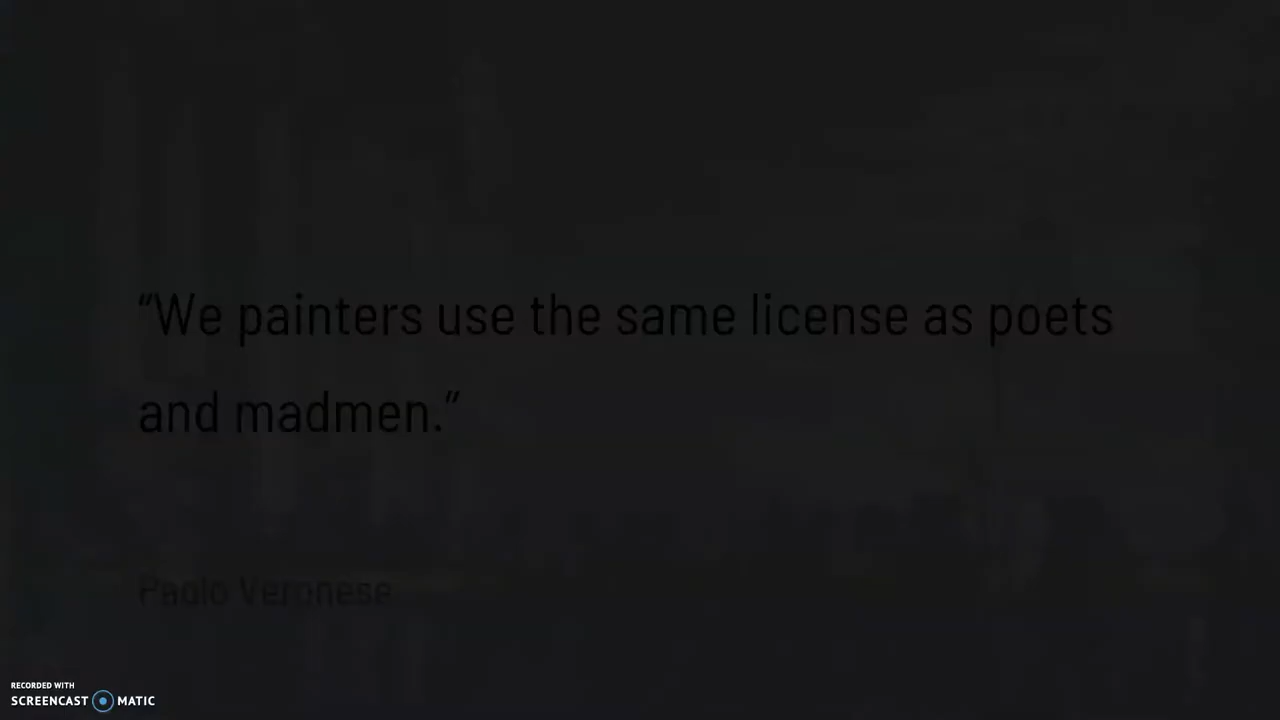 “We painters use the same license as poets
and madmen.”
Paolo Veronese
RECORDED WITH
SCREENCAST MATIC